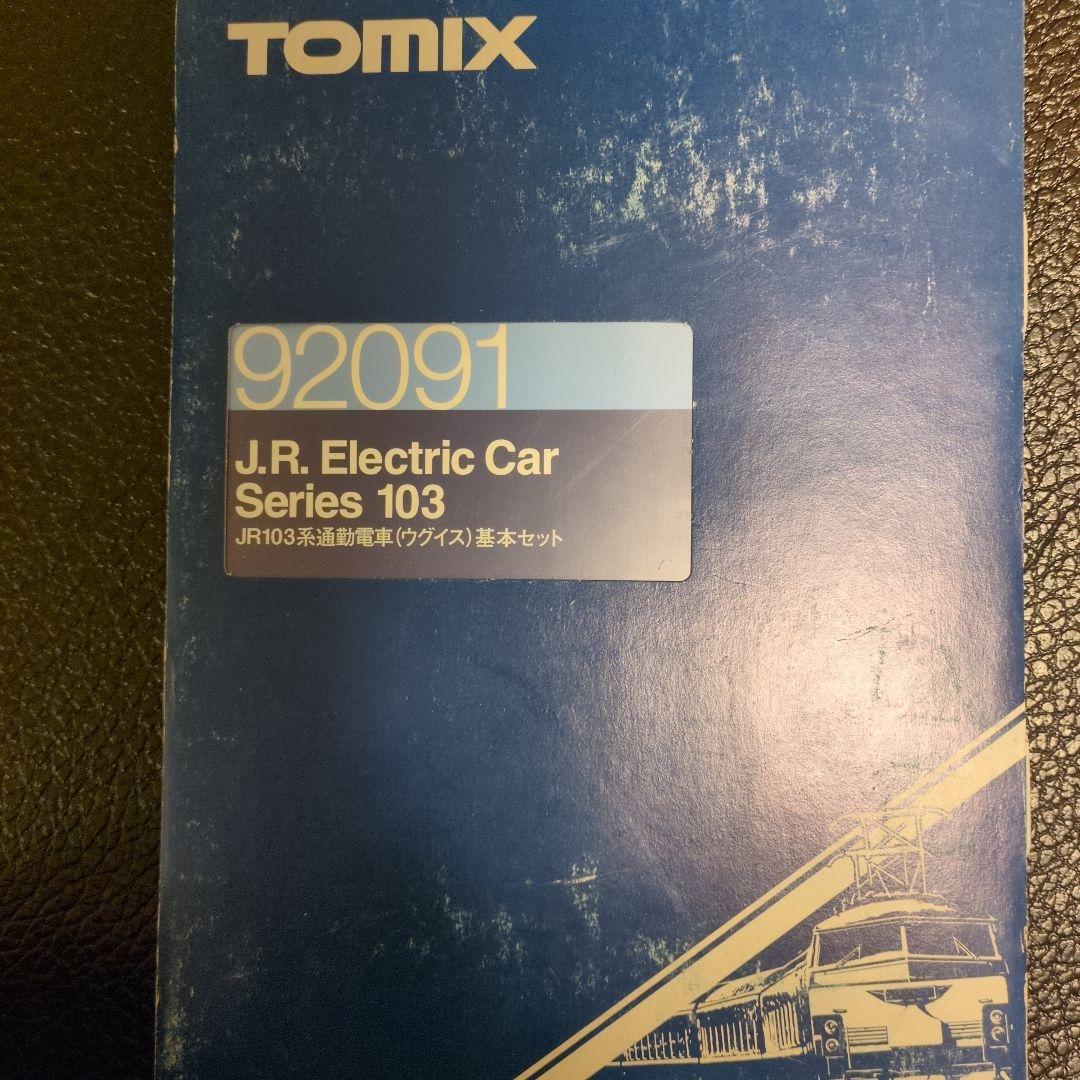 TOMIX
92091
J.R. Electric Car
Series 103
JR103系通勤電車(ウグイス)基本セット